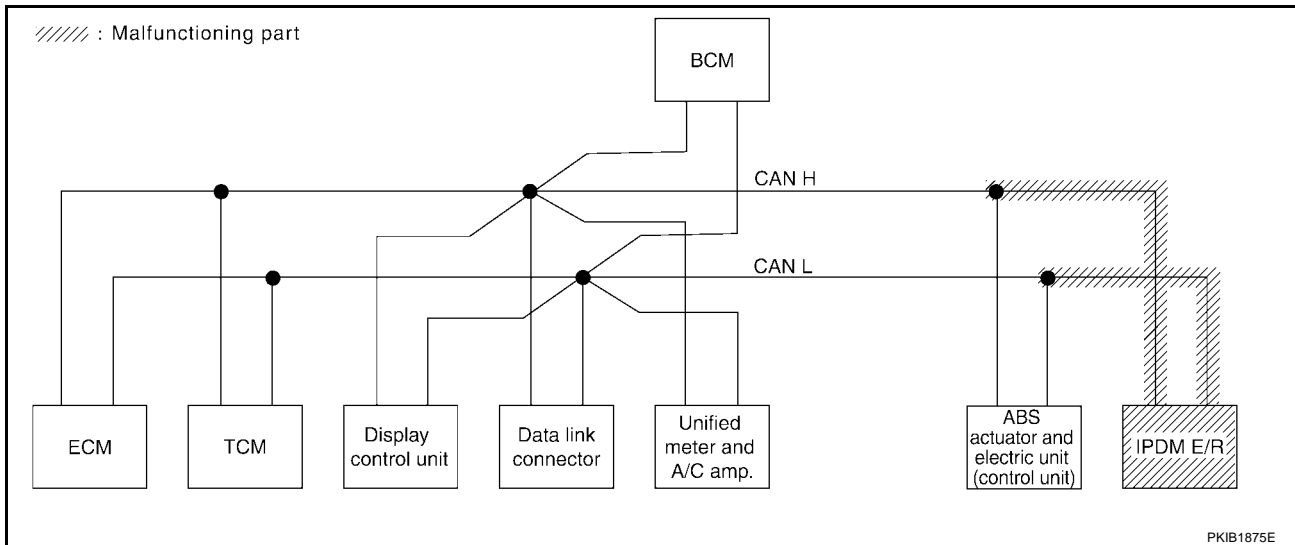 : Malfunctioning part
BCM
CAN H
CAN L
ECM
TCM
Display
control unit
Data link
connector
Unified
meter and
A/C amp.
ABS
actuator and
electric unit
(control unit)
IPDM E/R
PKIB1875E